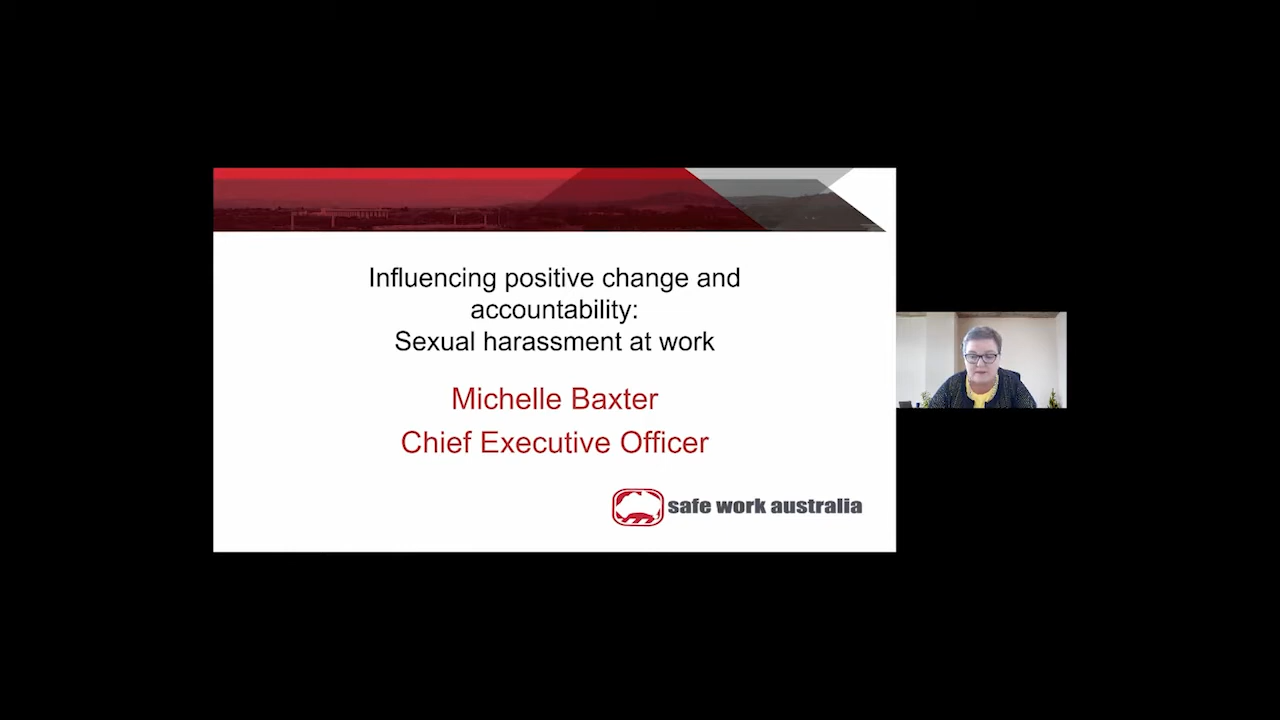 Influencing positive change and
accountability:
Sexual harassment at work
Michelle Baxter
Chief Executive Officer
safe work australia